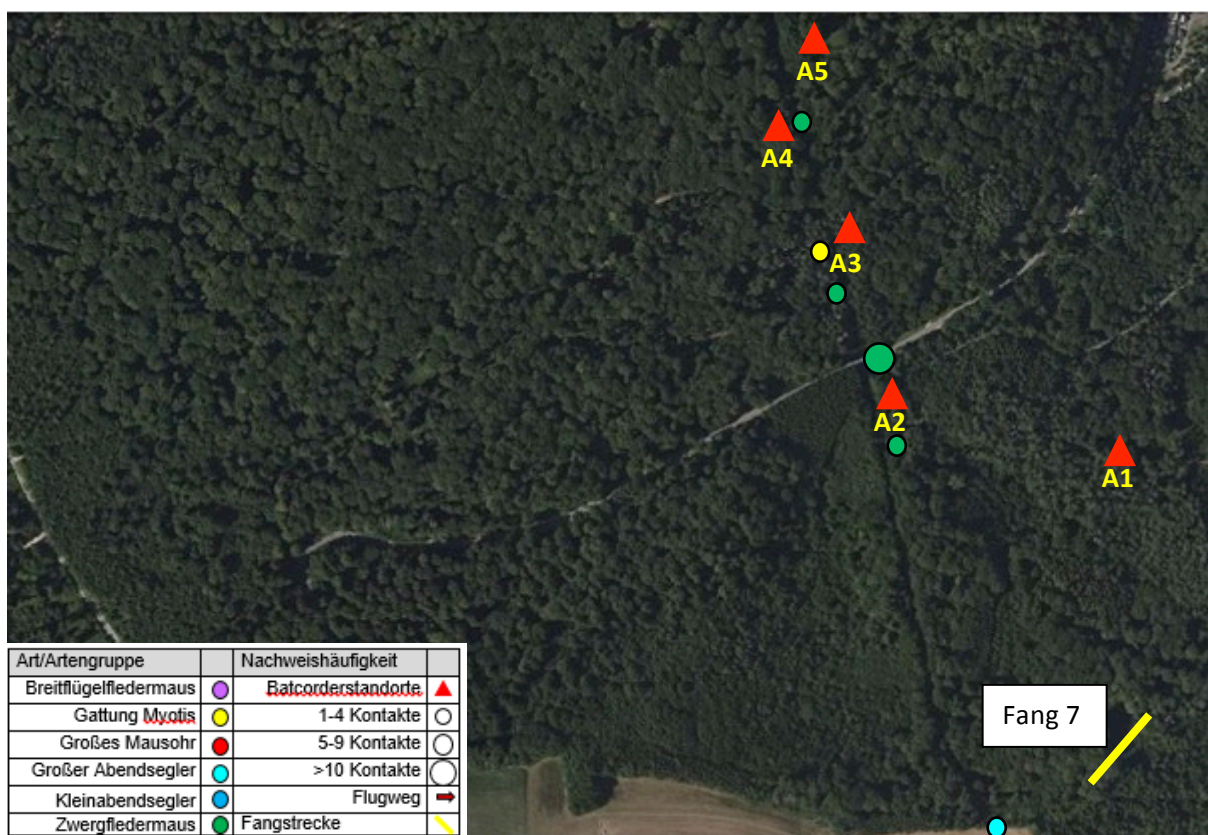 A5
A4
A3
A2
A1
Fang 7
Art/Artengruppe Nachweishäufigkeit
Breitflügelfledermaus Batcorderstandorte
Gattung Myotis 1-4 Kontakte
Großes Mausohr 5-9 Kontakte
Großer Abendsegler >10 Kontakte
Kleinabendsegler Flugweg
Zwergfledermaus Fangstrecke